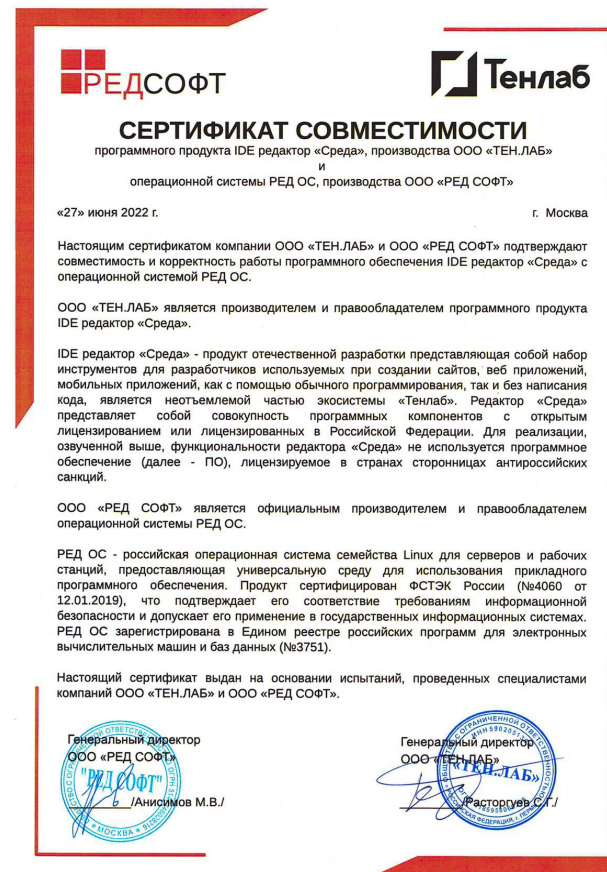 РЕДСОФТ
Тенлаб
СЕРТИФИКАТ СОВМЕСТИМОСТИ
программного продукта IDE редактор «Среда», производства ООО «ТЕН.ЛАБ»
и
операционной системы РЕД ОС, производства ООО «РЕД СОФТ»
«27» июня 2022 г.
г. Москва
Настоящим сертификатом компании ООО «ТЕН.ЛАБ» и ООО «РЕД СОФТ» подтверждают
совместимость и корректность работы программного обеспечения IDE редактор «Среда» с
операционной системой РЕД ОС.
ООО «ТЕН.ЛАБ» является производителем и правообладателем программного продукта
IDE редактор «Среда».
IDE редактор «Среда» - продукт отечественной разработки представляющая собой набор
инструментов для разработчиков используемых при создании сайтов, веб приложений,
мобильных приложений, как с помощью обычного программирования, так и без написания
кода, является неотъемлемой частью экосистемы «Тенлаб». Редактор «Среда»
представляет собой совокупность программных компонентов с открытым
лицензированием или лицензированных в Российской Федерации. Для реализации,
озвученной выше, функциональности редактора «Среда» не используется программное
обеспечение (далее - ПО), лицензируемое в странах сторонницах антироссийских
санкций.
ООО «РЕД СОФТ» является официальным производителем и правообладателем
операционной системы РЕД ОС.
РЕД ОС - российская операционная система семейства Linux для серверов и рабочих
станций, предоставляющая универсальную среду для использования прикладного
программного обеспечения. Продукт сертифицирован ФСТЭК России (№4060 от
12.01.2019), что подтверждает его соответствие требованиям информационной
безопасности и допускает его применение в государственных информационных системах.
РЕД ОС зарегистрирована в Едином реестре российских программ для электронных
вычислительных машин и баз данных (№3751).
Настоящий сертификат выдан на основании испытаний, проведенных специалистами
компаний ООО «ТЕН.ЛАБ» и ООО «РЕД СОФТ».
Генеральный директор
ООО «РЕД СОФТ»
"РЕД СОФТ"
/Анисимов М.В./
МОСКВА
Генеральный директор
ООО «ТЕН.ЛАБ»
«ТЕН.ЛАБ»
/Расторгуев С.Г./